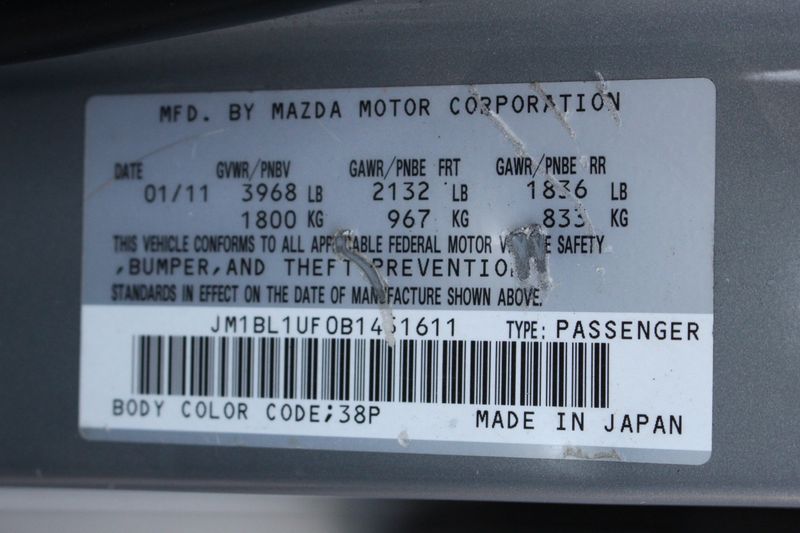 MFD. BY MAZDA MOTOR CORPORATION
DATE GVWR/PNBV GAWR/PNBE FRT GAWR/PNBE RR
01/11 3968 LB 2132 LB 1836 LB
1800 KG 967 KG 833 KG
THIS VEHICLE CONFORMS TO ALL FEDERAL MOTOR SAFETY
,BUMPER,AND THEFT PREVENTION
STANDARDS IN EFFECT ON THE DATE OF MANUFACTURE SHOWN ABOVE.
TYPE: PASSENGER
BODY COLOR CODE;38P MADE IN JAPAN